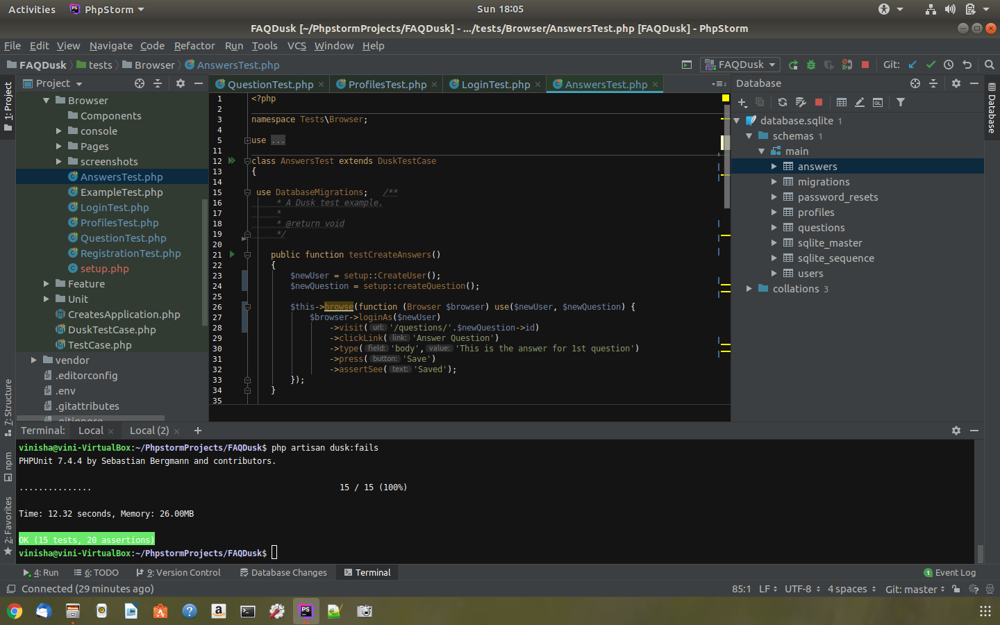 Activities PhpStorm Sun 18:05
FAQDusk [~/PhpstormProjects/FAQDusk] - .../tests/Browser/AnswersTest.php [FAQDusk] - PhpStorm
File Edit View Navigate Code Refactor Run Tools VCS Window Help
FAQDusk tests Browser AnswersTest.php FAQDusk Git:
1: Project
7: Structure
npm
2: Favorites
Project
Browser
Components
console
Pages
screenshots
AnswersTest.php
ExampleTest.php
LoginTest.php
ProfilesTest.php
QuestionTest.php
RegistrationTest.php
setup.php
Feature
Unit
CreatesApplication.php
DuskTestCase.php
TestCase.php
vendor
.editorconfig
.env
.gitattributes
.gitignore
QuestionTest.php ProfilesTest.php LoginTest.php AnswersTest.php
1 <?php
2
3 namespace Tests\Browser;
4
5 use ...
11
12 class AnswersTest extends DuskTestCase
13 {
14
15 use DatabaseMigrations; /**
16 * A Dusk test example.
17 *
18 * @return void
19 */
20
21 public function testCreateAnswers()
22 {
23 $newUser = setup::CreateUser();
24 $newQuestion = setup::createQuestion();
25
26 $this->browse(function (Browser $browser) use($newUser, $newQuestion) {
27 $browser->loginAs($newUser)
28 ->visit( url: '/questions/'.$newQuestion->id)
29 ->clickLink( link: 'Answer Question')
30 ->type( field: 'body', value: 'This is the answer for 1st question')
31 ->press( button: 'Save')
32 ->assertSee( text: 'Saved');
33 });
34 }
35
Database
database.sqlite 1
schemas 1
main
answers
migrations
password_resets
profiles
questions
sqlite_master
sqlite_sequence
users
collations 3
Database
Terminal: Local Local (2)
vinisha@vini-VirtualBox:~/PhpstormProjects/FAQDusk$ php artisan dusk:fails
PHPUnit 7.4.4 by Sebastian Bergmann and contributors.
............... 15 / 15 (100%)
Time: 12.32 seconds, Memory: 26.00MB
OK (15 tests, 20 assertions)
vinisha@vini-VirtualBox:~/PhpstormProjects/FAQDusk$
4: Run 6: TODO 9: Version Control Database Changes Terminal 1 Event Log
Connected (29 minutes ago) 85:1 LF UTF-8 4 spaces Git: master